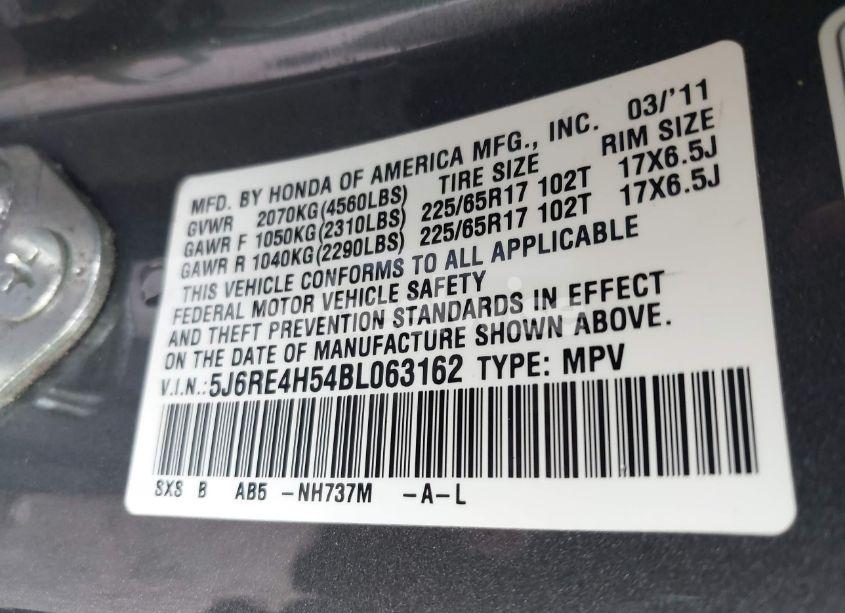 MFD. BY HONDA OF AMERICA MFG., INC. 03/'11
GVWR 2070KG(4560LBS) TIRE SIZE RIM SIZE
GAWR F 1050KG(2310LBS) 225/65R17 102T 17X6.5J
GAWR R 1040KG(2290LBS) 225/65R17 102T 17X6.5J
THIS VEHICLE CONFORMS TO ALL APPLICABLE
FEDERAL MOTOR VEHICLE SAFETY
AND THEFT PREVENTION STANDARDS IN EFFECT
ON THE DATE OF MANUFACTURE SHOWN ABOVE.
V.I.N.: 5J6RE4H54BL063162 TYPE: MPV
SXS B AB5 -NH737M -A-L